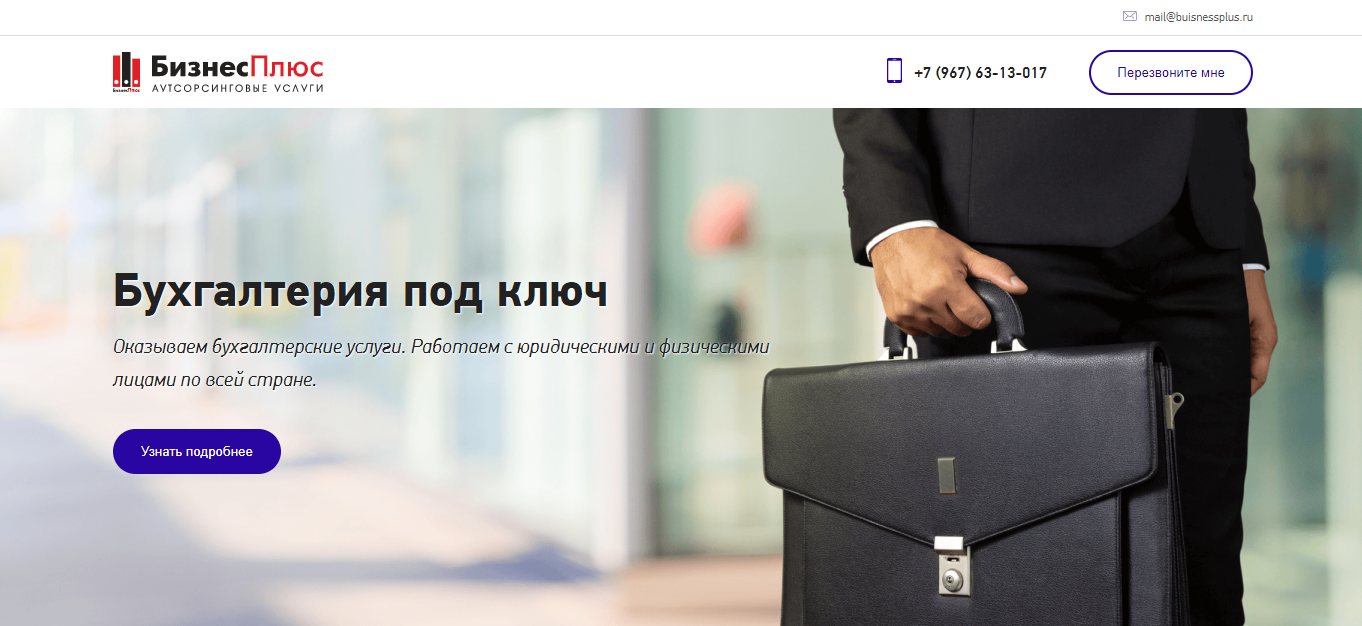 mail@buisnessplus.ru
БизнесПлюс
АУТСОРСИНГОВЫЕ УСЛУГИ
БизнесПлюс
+7 (967) 63-13-017
Перезвоните мне
Бухгалтерия под ключ
Оказываем бухгалтерские услуги. Работаем с юридическими и физическими
лицами по всей стране.
Узнать подробнее